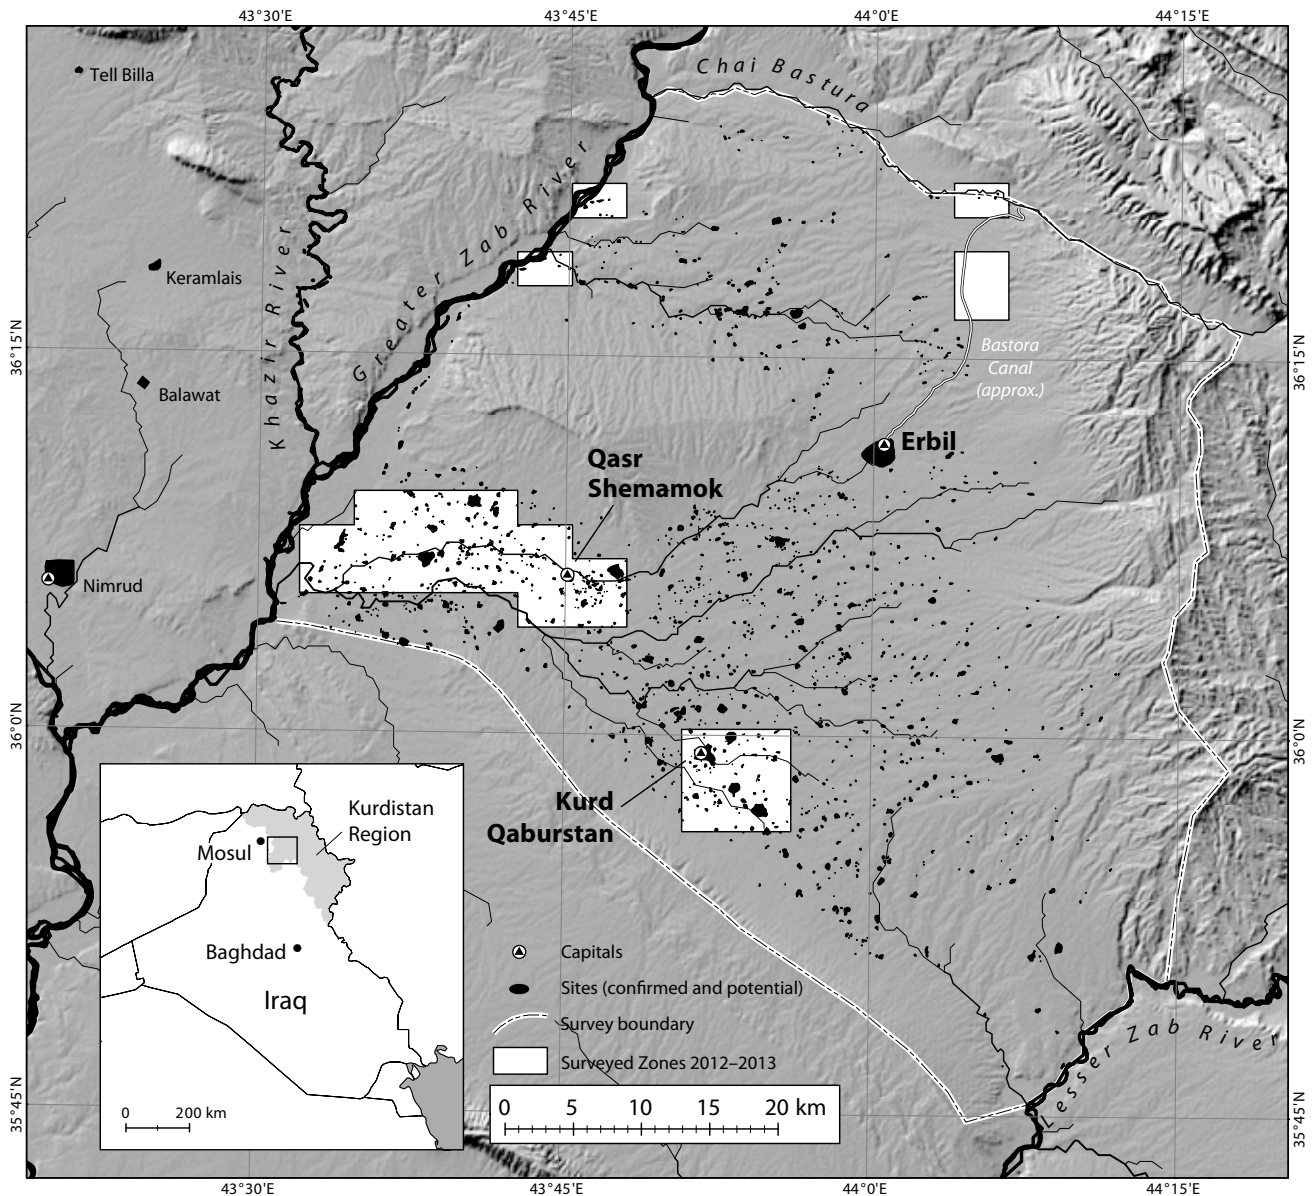 43°30'E
43°45'E
44°0'E
44°15'E
Tell Billa
Chai Bastura
Greater Zab River
Khazir River
Keramlais
36°15'N
36°15'N
Bastora
Canal
(approx.)
Balawat
Erbil
Qasr
Shemamok
Nimrud
36°0'N
36°0'N
Kurd
Qaburstan
Kurdistan
Region
Mosul
Baghdad
Iraq
0 200 km
Capitals
Sites (confirmed and potential)
Survey boundary
Surveyed Zones 2012–2013
0 5 10 15 20 km
Lesser Zab River
35°45'N
35°45'N
43°30'E
43°45'E
44°0'E
44°15'E